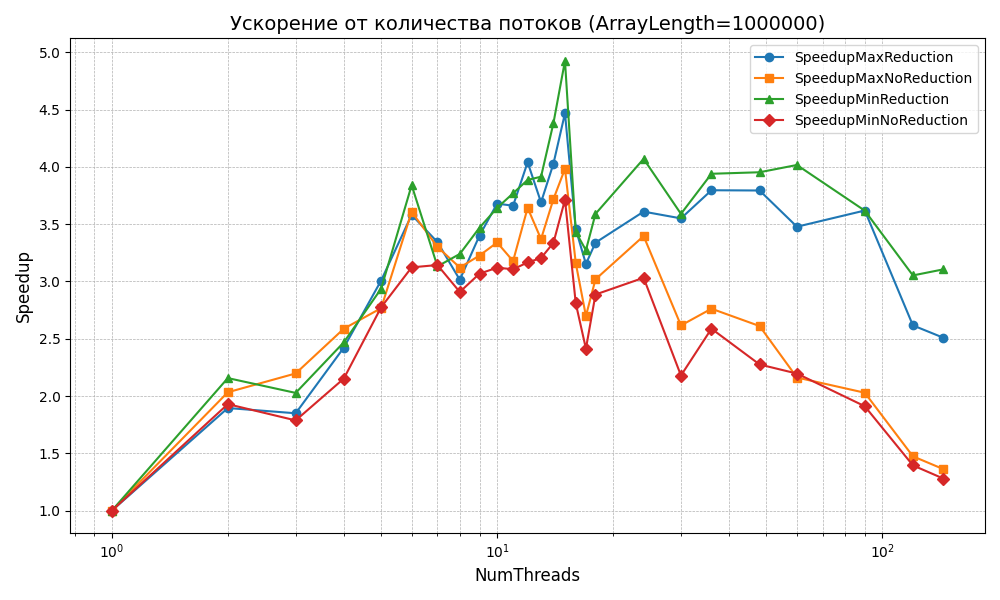 Ускорение от количества потоков (ArrayLength=1000000)
SpeedupMaxReduction
SpeedupMaxNoReduction
SpeedupMinReduction
SpeedupMinNoReduction
Speedup
5.0
4.5
4.0
3.5
3.0
2.5
2.0
1.5
1.0
10⁰
10¹
10²
NumThreads